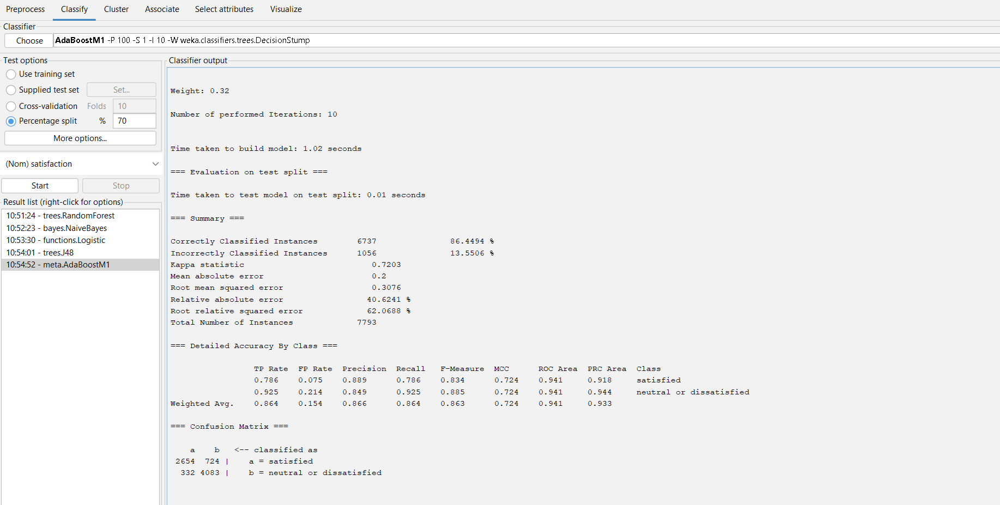 Preprocess Classify Cluster Associate Select attributes Visualize
Classifier
Choose AdaBoostM1 -P 100 -S 1 -I 10 -W weka.classifiers.trees.DecisionStump
Test options
Use training set
Supplied test set Set...
Cross-validation Folds 10
Percentage split % 70
More options...
(Nom) satisfaction
Start Stop
Result list (right-click for options)
10:51:24 - trees.RandomForest
10:52:23 - bayes.NaiveBayes
10:53:30 - functions.Logistic
10:54:01 - trees.J48
10:54:52 - meta.AdaBoostM1
Classifier output
Weight: 0.32
Number of performed Iterations: 10
Time taken to build model: 1.02 seconds
=== Evaluation on test split ===
Time taken to test model on test split: 0.01 seconds
=== Summary ===
Correctly Classified Instances 6737 86.4494 %
Incorrectly Classified Instances 1056 13.5506 %
Kappa statistic 0.7203
Mean absolute error 0.2
Root mean squared error 0.3076
Relative absolute error 40.6241 %
Root relative squared error 62.0688 %
Total Number of Instances 7793
=== Detailed Accuracy By Class ===
TP Rate FP Rate Precision Recall F-Measure MCC ROC Area PRC Area Class
0.786 0.075 0.889 0.786 0.834 0.724 0.941 0.918 satisfied
0.925 0.214 0.849 0.925 0.885 0.724 0.941 0.944 neutral or dissatisfied
Weighted Avg. 0.864 0.154 0.866 0.864 0.863 0.724 0.941 0.933
=== Confusion Matrix ===
a b <-- classified as
2654 724 | a = satisfied
332 4083 | b = neutral or dissatisfied